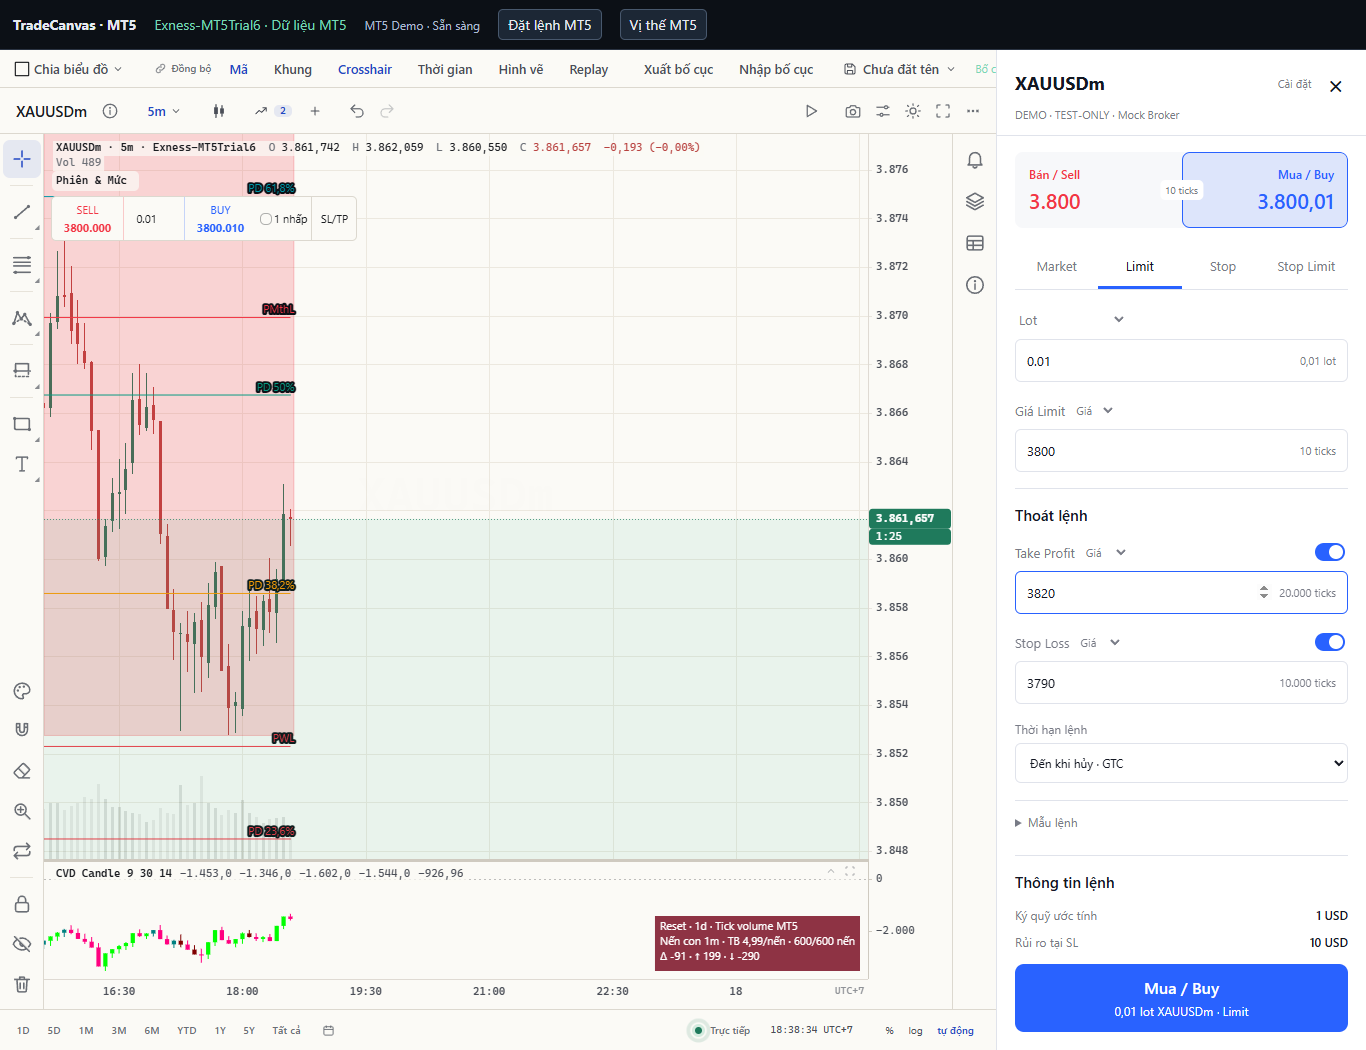 TradeCanvas · MT5 Exness-MT5Trial6 · Dữ liệu MT5 MT5 Demo · Sẵn sàng Đặt lệnh MT5 Vị thế MT5
Chia biểu đồ Đồng bộ Mã Khung Crosshair Thời gian Hình vẽ Replay Xuất bố cục Nhập bố cục Chưa đặt tên Bố c
XAUUSDm 5m 2
XAUUSDm · 5m · Exness-MT5Trial6 O 3.861,742 H 3.862,059 L 3.860,550 C 3.861,657 −0,193 (−0,00%)
Vol 489
Phiên & Mức
PD 61,8%
SELL
3800.000
0.01
BUY
3800.010
1 nhấp
SL/TP
PMthL
PD 50%
PD 38,2%
PWL
PD 23,6%
3.876
3.874
3.872
3.870
3.868
3.866
3.864
3.861,657
1:25
3.860
3.858
3.856
3.854
3.852
3.850
3.848
CVD Candle 9 30 14 −1.453,0 −1.346,0 −1.602,0 −1.544,0 −926,96
0
−2.000
Reset · 1d · Tick volume MT5
Nến con 1m · TB 4,99/nến · 600/600 nến
Δ -91 · ↑ 199 · ↓ -290
16:30 18:00 19:30 21:00 22:30 18 UTC+7
1D 5D 1M 3M 6M YTD 1Y 5Y Tất cả Trực tiếp 18:38:34 UTC+7 % log tự động
XAUUSDm Cài đặt
DEMO · TEST-ONLY · Mock Broker
Bán / Sell
3.800
10 ticks
Mua / Buy
3.800,01
Market Limit Stop Stop Limit
Lot
0.01 0,01 lot
Giá Limit Giá
3800 10 ticks
Thoát lệnh
Take Profit Giá
3820 20.000 ticks
Stop Loss Giá
3790 10.000 ticks
Thời hạn lệnh
Đến khi hủy · GTC
Mẫu lệnh
Thông tin lệnh
Ký quỹ ước tính 1 USD
Rủi ro tại SL 10 USD
Mua / Buy
0,01 lot XAUUSDm · Limit